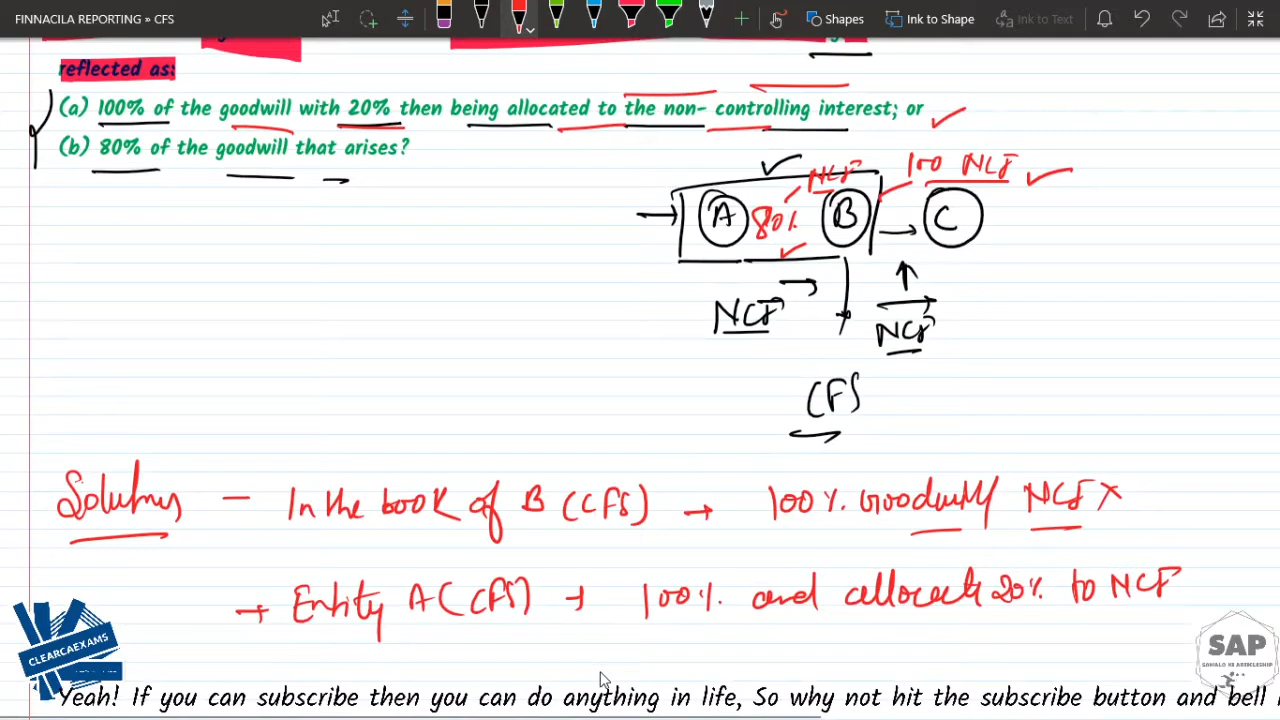 FINNACILA REPORTING » CFS
Shapes
Ink to Shape
Ink to Text
reflected as:
(a) 100% of the goodwill with 20% then being allocated to the non- controlling interest; or
(b) 80% of the goodwill that arises?
NCI 100 NCI
A 80% B C
NCI NCI
CFS
Solution - In the book of B (CFS) → 100%. Goodwill NCI X
→ Entity A (CFS) → 100%. and allocate 20% to NCI
CLEARCAEXAMS
SAP
SAWALO KE ARTICLESHIP
Yeah! If you can subscribe then you can do anything in life, So why not hit the subscribe button and bell